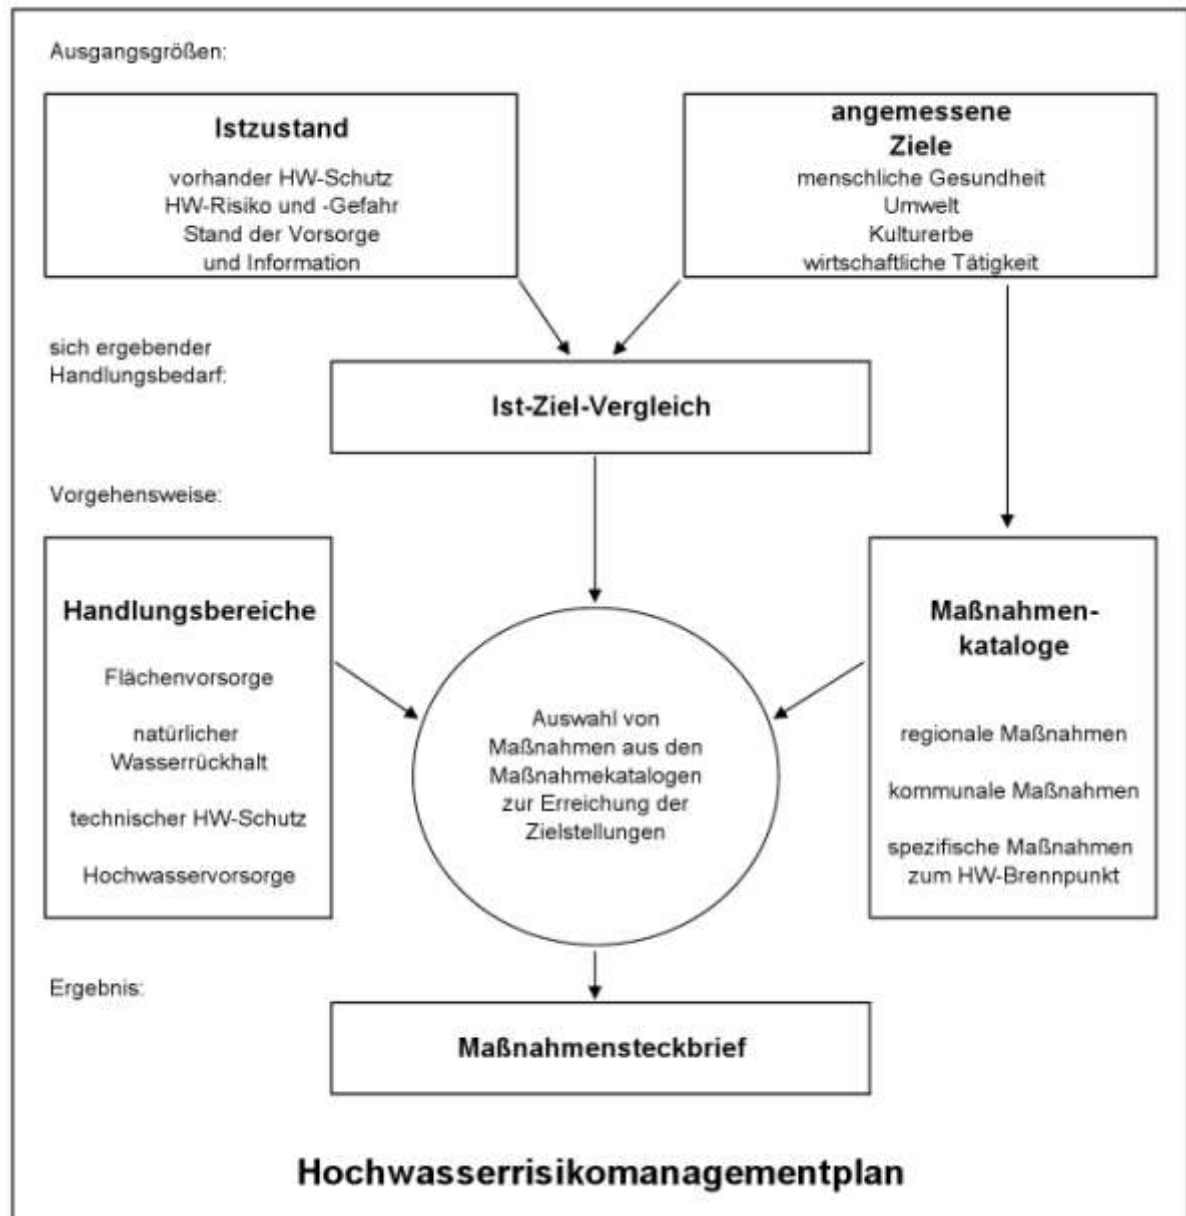 Ausgangsgrößen:
Istzustand
vorhander HW-Schutz
HW-Risiko und -Gefahr
Stand der Vorsorge
und Information
angemessene
Ziele
menschliche Gesundheit
Umwelt
Kulturerbe
wirtschaftliche Tätigkeit
sich ergebender
Handlungsbedarf:
Ist-Ziel-Vergleich
Vorgehensweise:
Handlungsbereiche
Flächenvorsorge
natürlicher
Wasserrückhalt
technischer HW-Schutz
Hochwasservorsorge
Auswahl von
Maßnahmen aus den
Maßnahmekatalogen
zur Erreichung der
Zielstellungen
Maßnahmen-
kataloge
regionale Maßnahmen
kommunale Maßnahmen
spezifische Maßnahmen
zum HW-Brennpunkt
Ergebnis:
Maßnahmensteckbrief
Hochwasserrisikomanagementplan